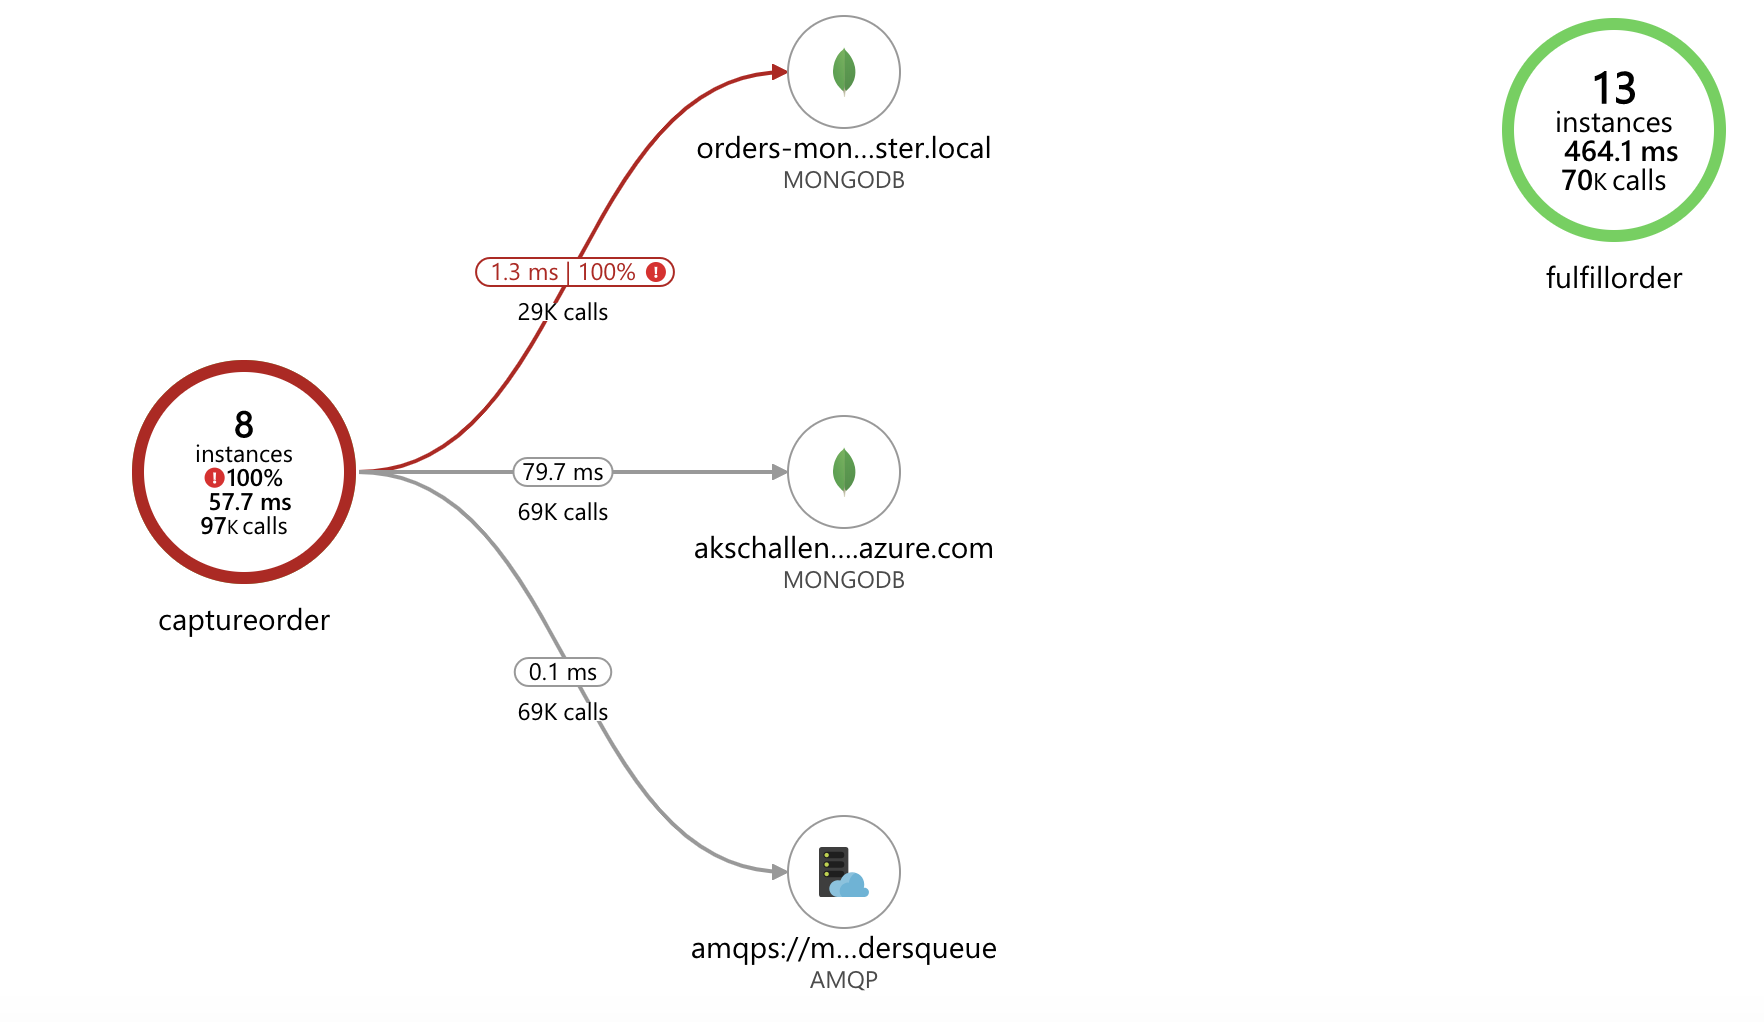 orders-mon...ster.local
MONGODB
13
instances
464.1 ms
70K calls
fulfillorder
1.3 ms | 100% !
29K calls
8
instances
! 100%
57.7 ms
97K calls
captureorder
79.7 ms
69K calls
akschallen....azure.com
MONGODB
0.1 ms
69K calls
amqps://m...dersqueue
AMQP